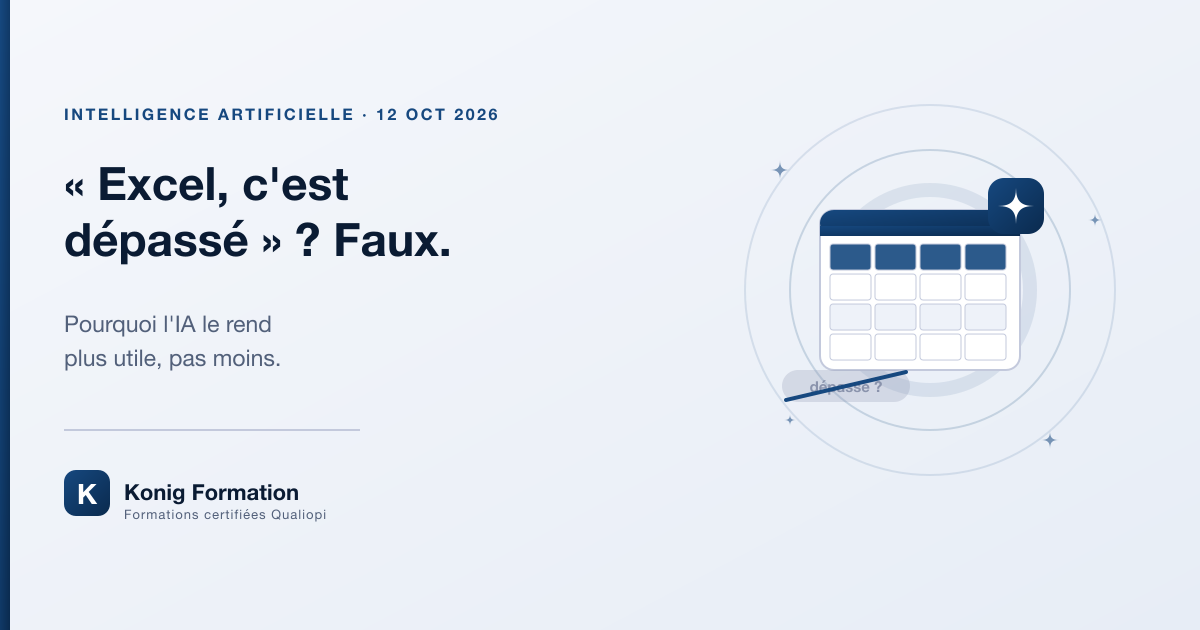 INTELLIGENCE ARTIFICIELLE · 12 OCT 2026
« Excel, c'est
dépassé » ? Faux.
Pourquoi l'IA le rend
plus utile, pas moins.
dépassé ?
K
Konig Formation
Formations certifiées Qualiopi